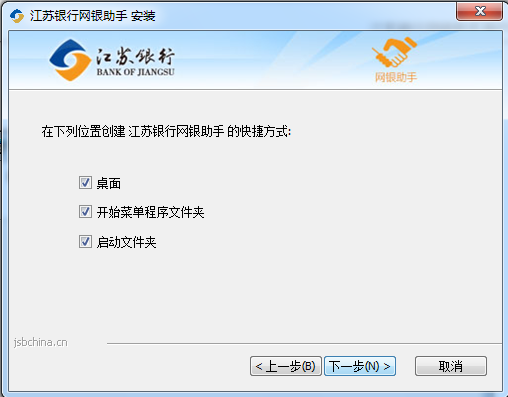 江苏银行网银助手 安装
江苏银行
BANK OF JIANGSU
网银助手
在下列位置创建 江苏银行网银助手 的快捷方式:
桌面
开始菜单程序文件夹
启动文件夹
jsbchina.cn
< 上一步(B)
下一步(N) >
取消